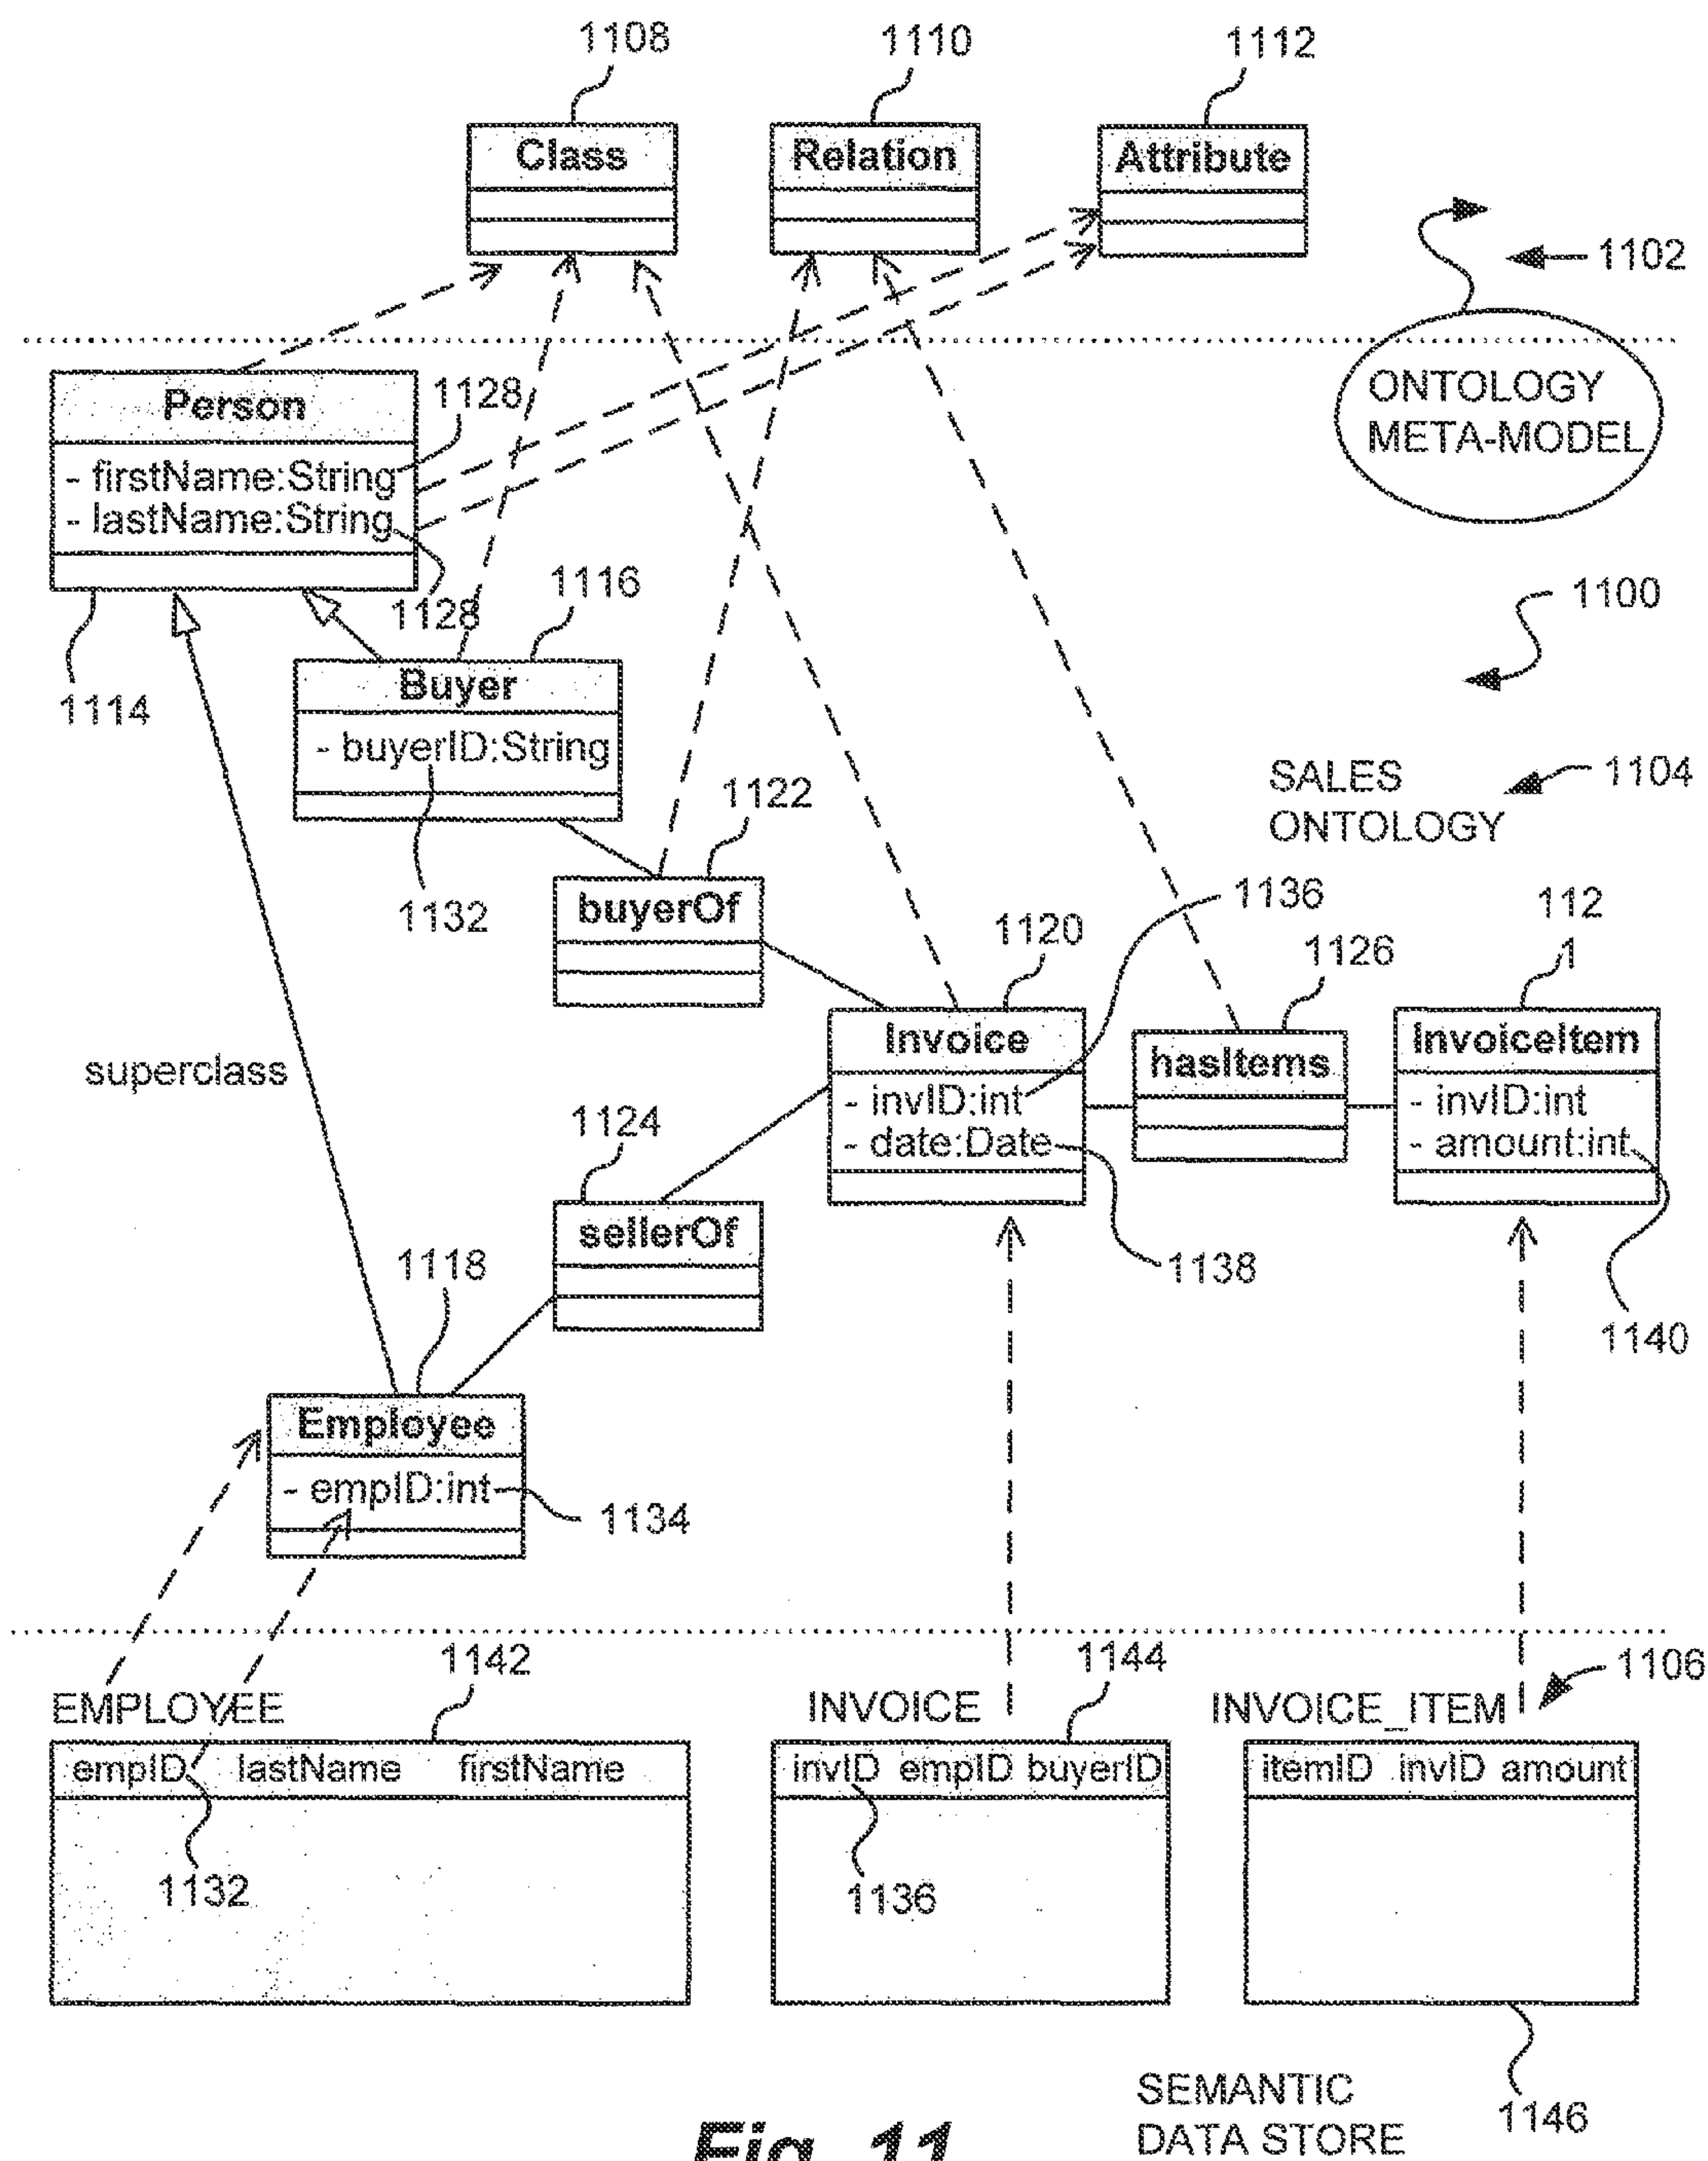 1108
1110
1112
Class
Relation
Attribute
1102
ONTOLOGY
META-MODEL
Person
1128
- firstName:String
- lastName:String
1128
1116
1100
1114
Buyer
- buyerID:String
1122
SALES
ONTOLOGY
1104
1132
buyerOf
1136
112
1
1120
1126
Invoice
hasItems
InvoiceItem
superclass
- invID:int
- invID:int
- date:Date
- amount:int
1124
sellerOf
1118
1138
1140
Employee
- empID:int
1134
1142
1144
1106
EMPLOYEE
INVOICE
INVOICE_ITEM
empID lastName firstName
invID empID buyerID
itemID invID amount
1132
1136
SEMANTIC
DATA STORE
1146
Fig. 11